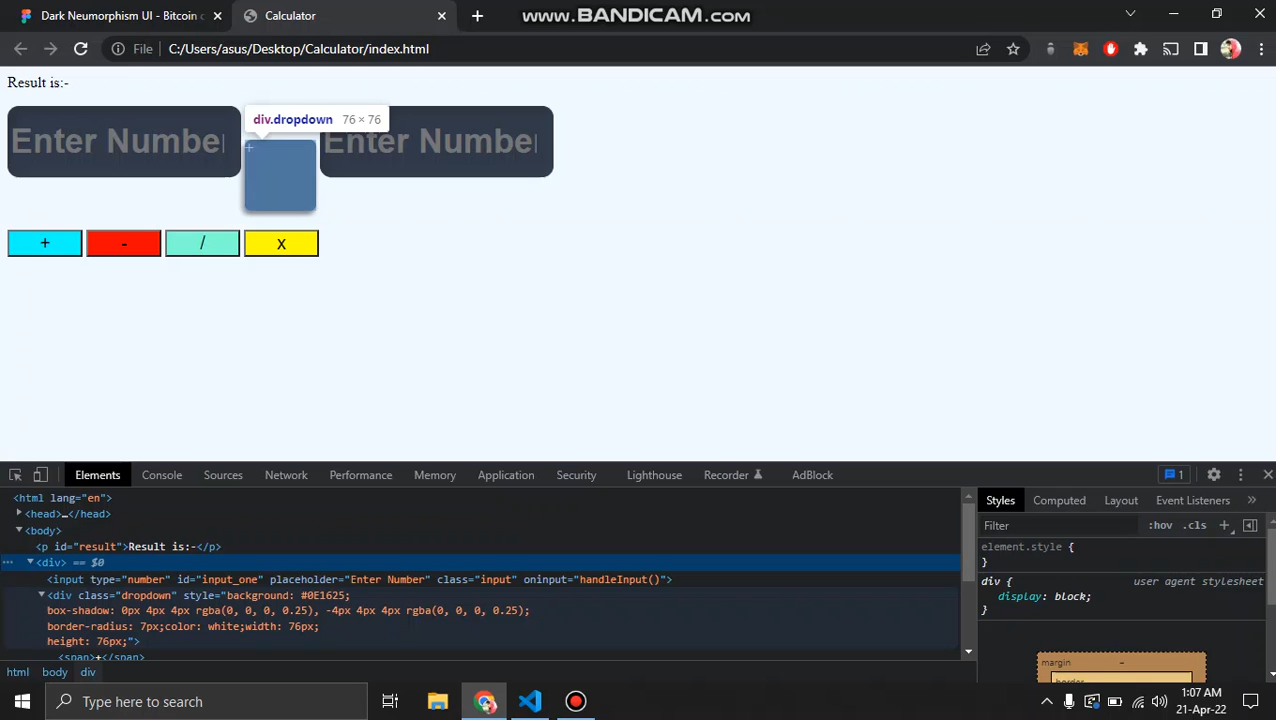 Dark Neumorphism UI - Bitcoin c
Calculator
www.BANDICAM.com
File
C:/Users/asus/Desktop/Calculator/index.html
Result is:-
div.dropdown 76 × 76
Enter Number
Enter Number
+ - / x
Elements Console Sources Network Performance Memory Application Security Lighthouse Recorder AdBlock 1
<html lang="en">
<head>…</head>
<body>
<p id="result">Result is:-</p>
<div> == $0
<input type="number" id="input_one" placeholder="Enter Number" class="input" oninput="handleInput()">
<div class="dropdown" style="background: #0E1625;
box-shadow: 0px 4px 4px rgba(0, 0, 0, 0.25), -4px 4px 4px rgba(0, 0, 0, 0.25);
border-radius: 7px;color: white;width: 76px;
height: 76px;">
<span>+</span>
html body div
Styles Computed Layout Event Listeners »
Filter :hov .cls +
element.style {
}
div { user agent stylesheet
display: block;
}
margin -
border
Type here to search
1:07 AM
21-Apr-22